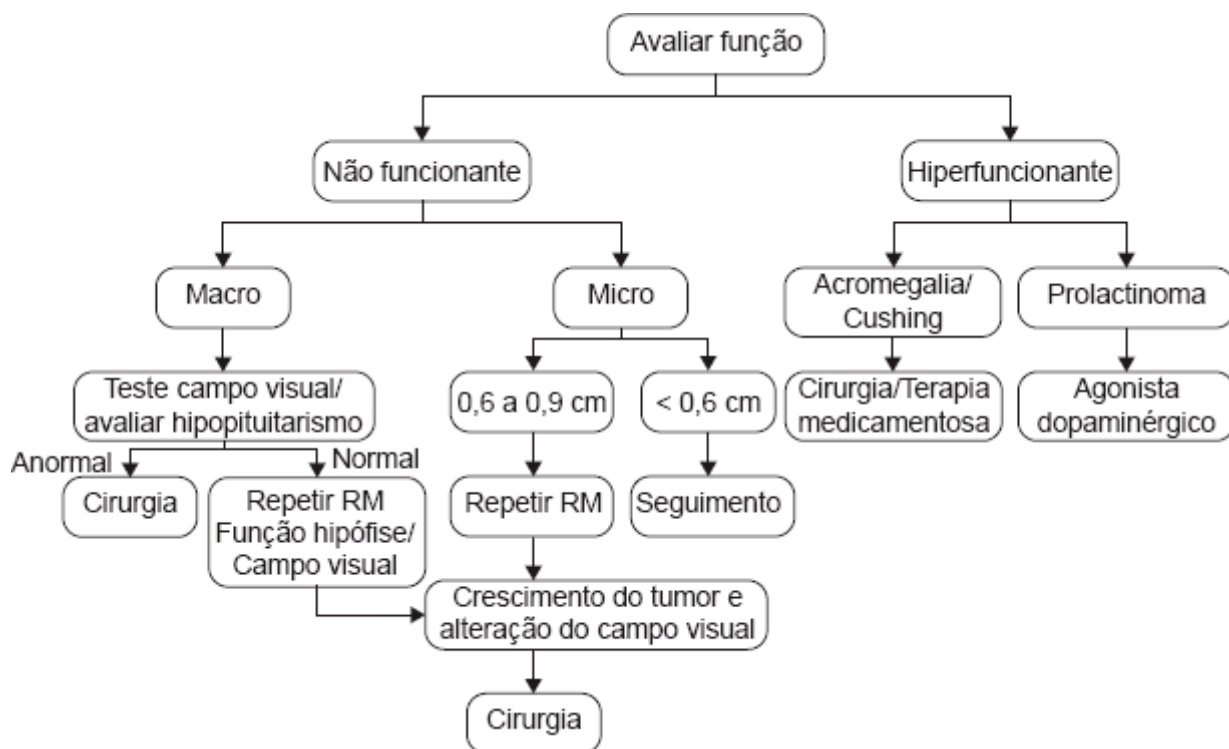 Avaliar função
Não funcionante
Hiperfuncionante
Macro
Micro
Acromegalia/
Cushing
Prolactinoma
Teste campo visual/
avaliar hipopituitarismo
0,6 a 0,9 cm
< 0,6 cm
Cirurgia/Terapia
medicamentosa
Agonista
dopaminérgico
Anormal
Normal
Cirurgia
Repetir RM
Função hipófise/
Campo visual
Repetir RM
Seguimento
Crescimento do tumor e
alteração do campo visual
Cirurgia